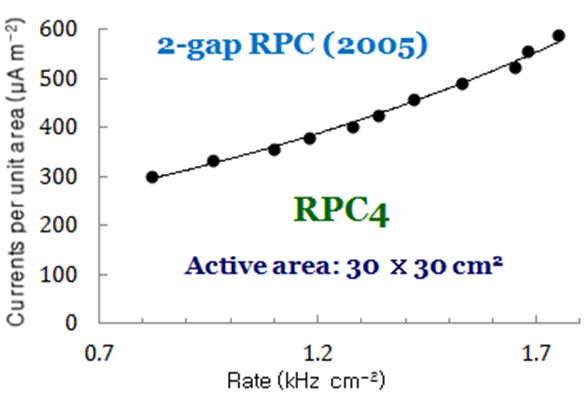 600
500
400
300
200
100
0
Currents per unit area (μA m⁻²)
2-gap RPC (2005)
RPC4
Active area: 30 x 30 cm²
0.7
1.2
1.7
Rate (kHz cm⁻²)